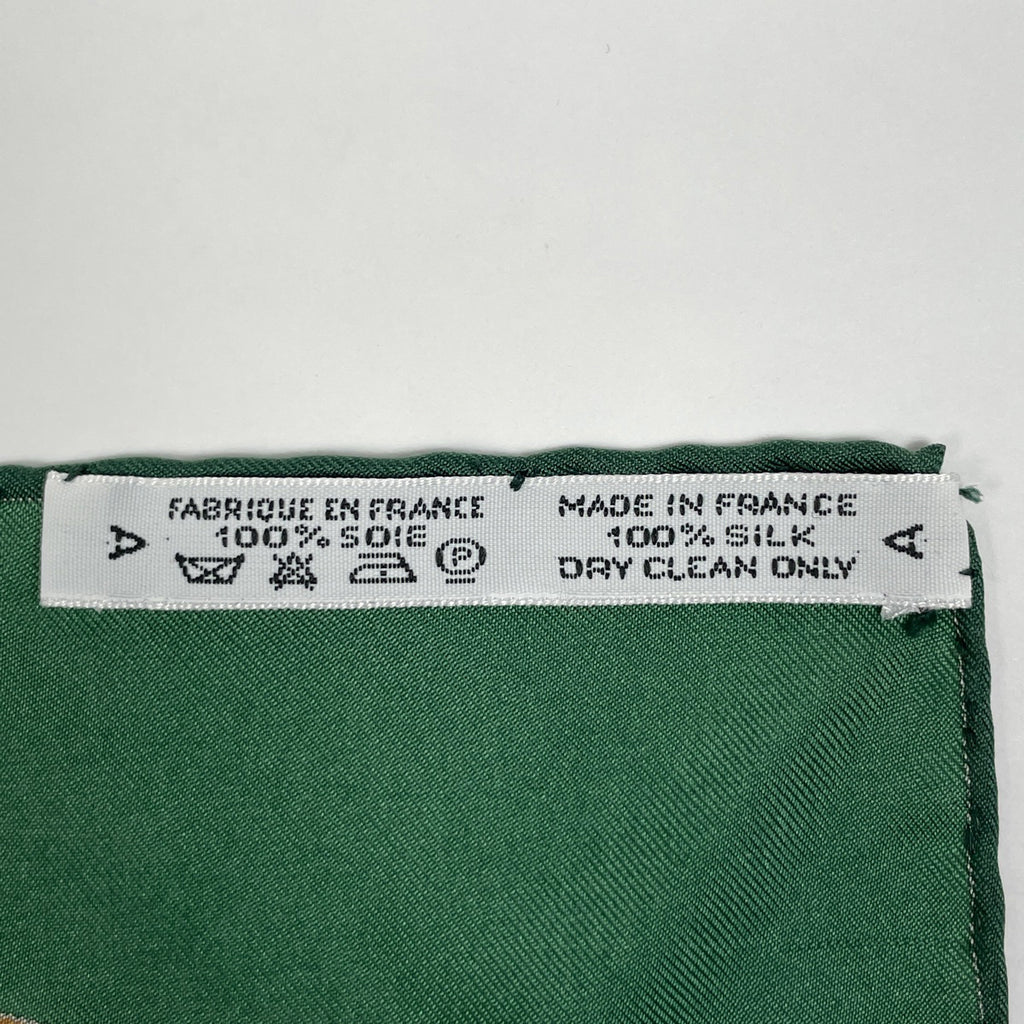 A
FABRIQUE EN FRANCE
100% SOIE
P
MADE IN FRANCE
100% SILK
DRY CLEAN ONLY
A